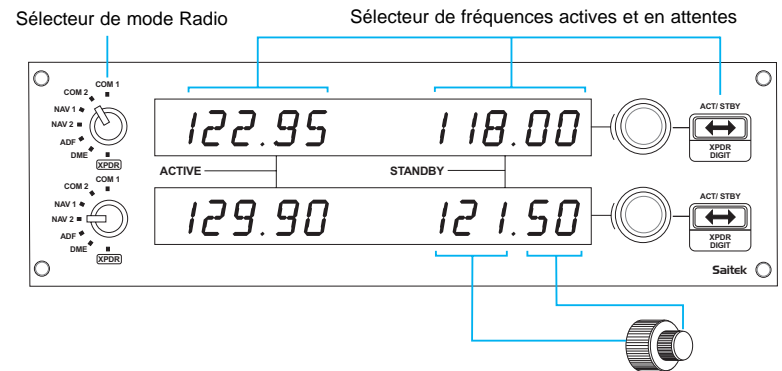 Sélecteur de mode Radio
Sélecteur de fréquences actives et en attentes
COM 1
COM 2
NAV 1
NAV 2
ADF
DME
XPDR
122.95
118.00
ACT/ STBY
XPDR
DIGIT
ACTIVE
STANDBY
COM 1
COM 2
NAV 1
NAV 2
ADF
DME
XPDR
129.90
121.50
ACT/ STBY
XPDR
DIGIT
Saitek